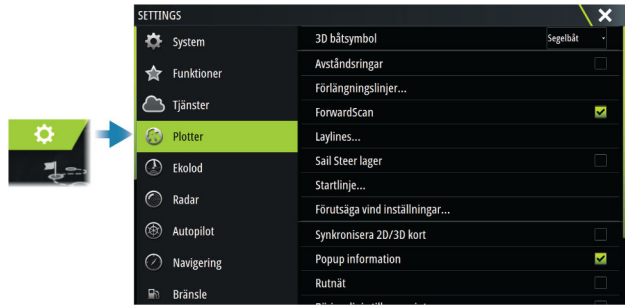 SETTINGS
System
Funktioner
Tjänster
Plotter
Ekolod
Radar
Autopilot
Navigering
Bränsle
3D båtsymbol
Segelbåt
Avståndsringar
Förlängningslinjer...
ForwardScan
Laylines...
Sail Steer lager
Startlinje...
Förutsäga vind inställningar...
Synkronisera 2D/3D kort
Popup information
Rutnät